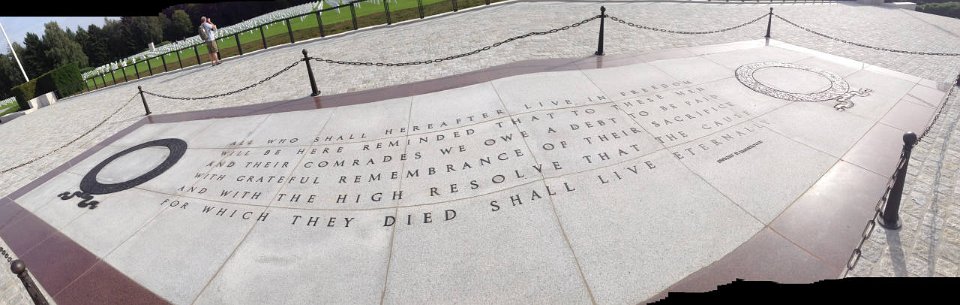 ALL WHO SHALL HEREAFTER LIVE IN FREEDOM
WILL BE HERE REMINDED THAT TO THESE MEN
AND THEIR COMRADES WE OWE A DEBT TO BE PAID
WITH GRATEFUL REMEMBRANCE OF THEIR SACRIFICE
AND WITH THE HIGH RESOLVE THAT THE CAUSE
FOR WHICH THEY DIED SHALL LIVE ETERNALLY
DWIGHT D. EISENHOWER